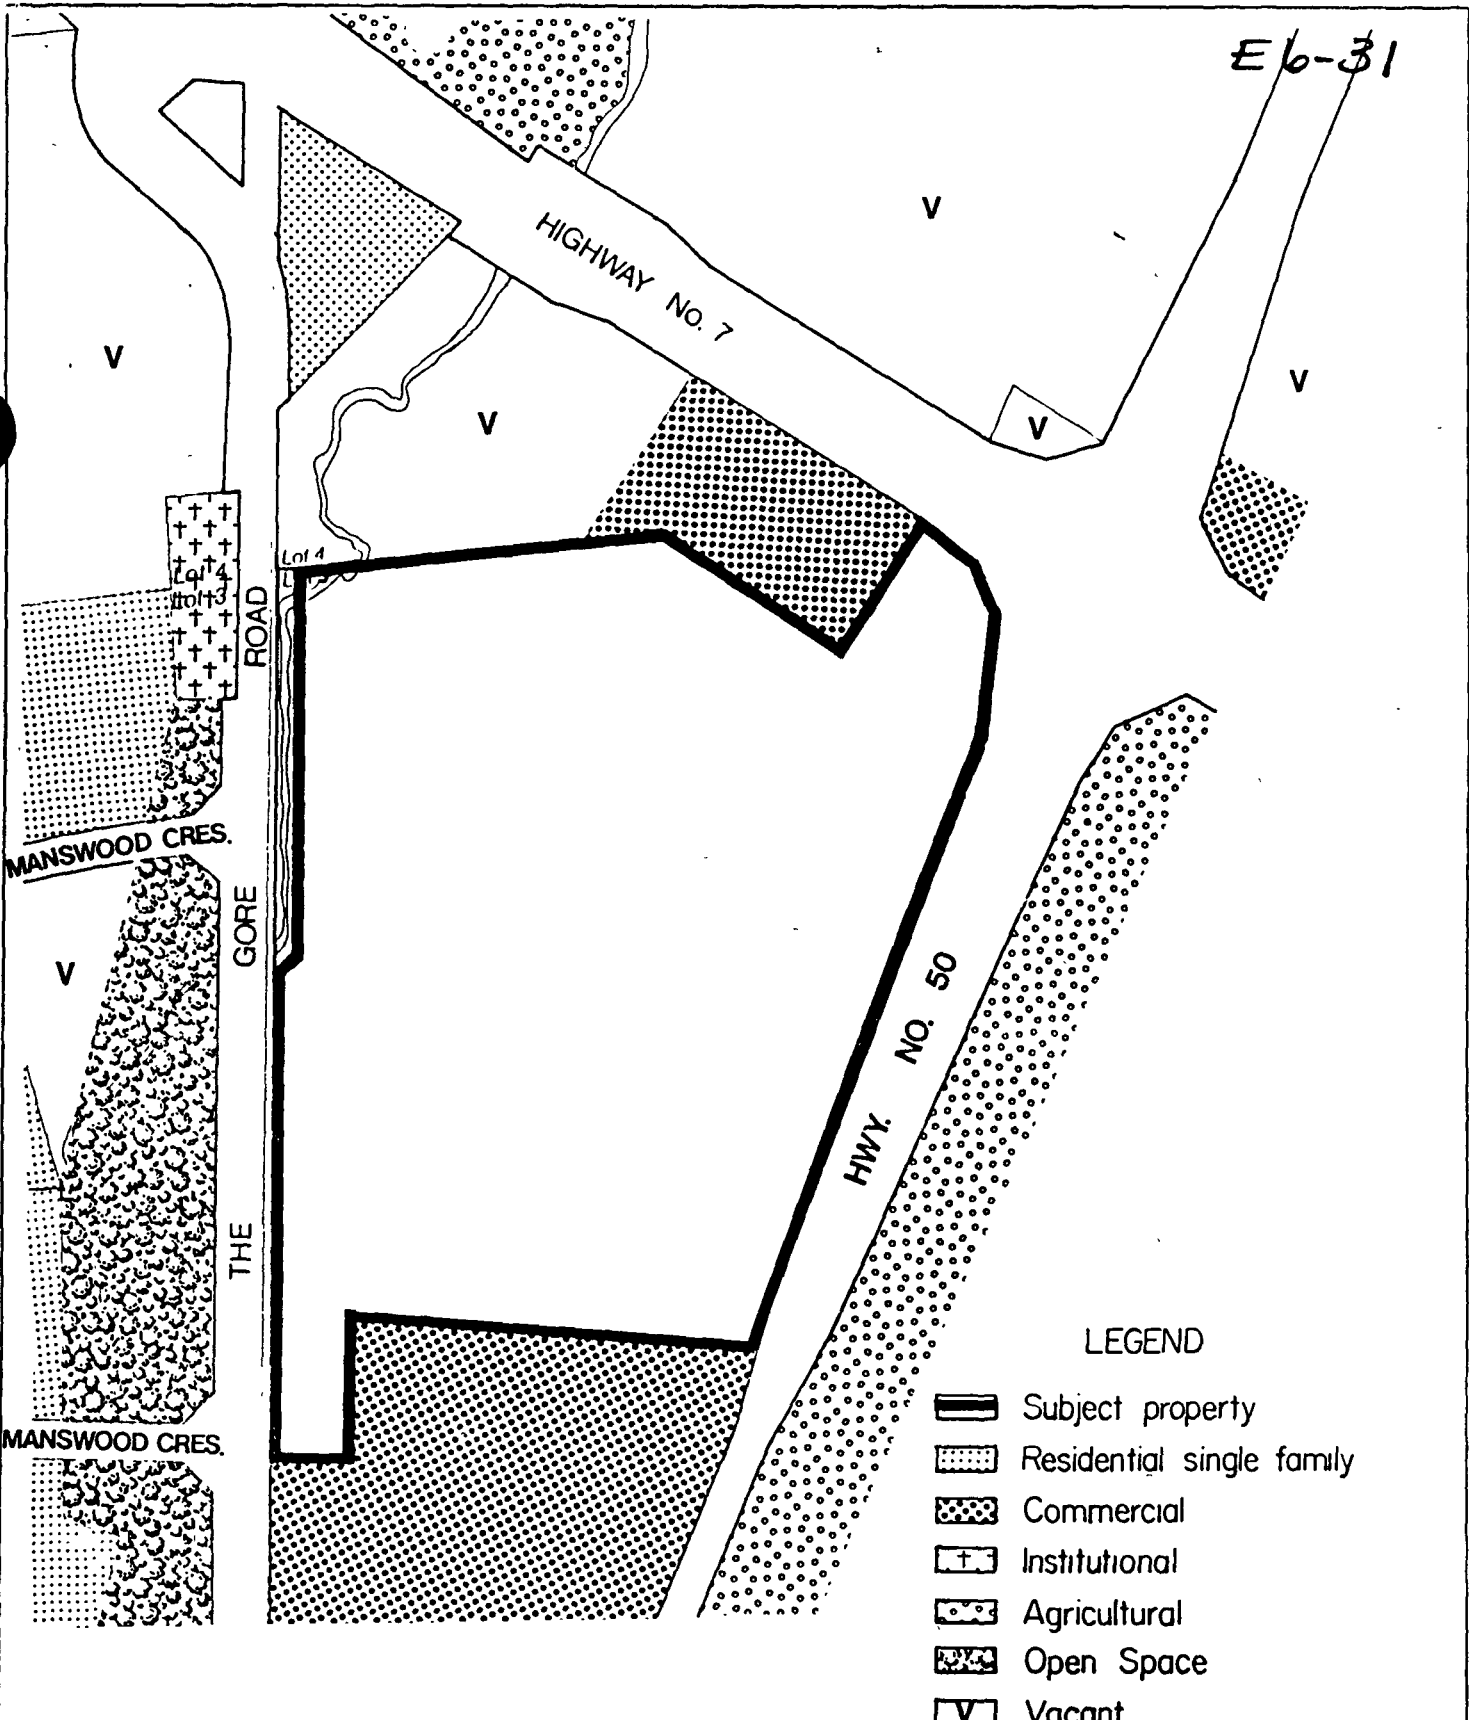 E6-31
V
HIGHWAY No. 7
V
V
V
V
Lot 4
Lot 4
Lot 3
ROAD
MANSWOOD CRES.
GORE
V
HWY. NO. 50
THE
MANSWOOD CRES.
LEGEND
Subject property
Residential single family
Commercial
Institutional
Agricultural
Open Space
V Vacant